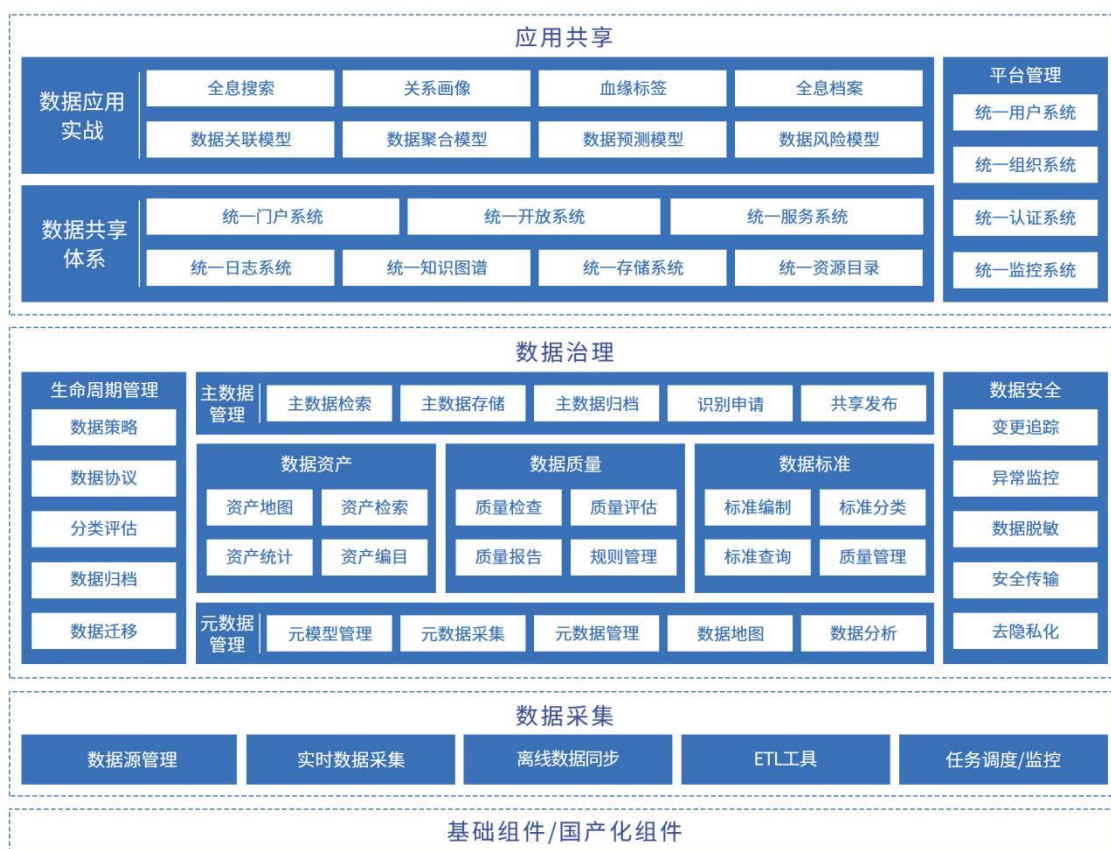 应用共享
数据应用
实战
全息搜索
关系画像
血缘标签
全息档案
数据关联模型
数据聚合模型
数据预测模型
数据风险模型
数据共享
体系
统一门户系统
统一开放系统
统一服务系统
统一日志系统
统一知识图谱
统一存储系统
统一资源目录
平台管理
统一用户系统
统一组织系统
统一认证系统
统一监控系统
数据治理
生命周期管理
数据策略
数据协议
分类评估
数据归档
数据迁移
主数据
管理
主数据检索
主数据存储
主数据归档
识别申请
共享发布
数据资产
资产地图
资产检索
资产统计
资产编目
数据质量
质量检查
质量评估
质量报告
规则管理
数据标准
标准编制
标准分类
标准查询
质量管理
元数据
管理
元模型管理
元数据采集
元数据管理
数据地图
数据分析
数据安全
变更追踪
异常监控
数据脱敏
安全传输
去隐私化
数据采集
数据源管理
实时数据采集
离线数据同步
ETL工具
任务调度/监控
基础组件/国产化组件